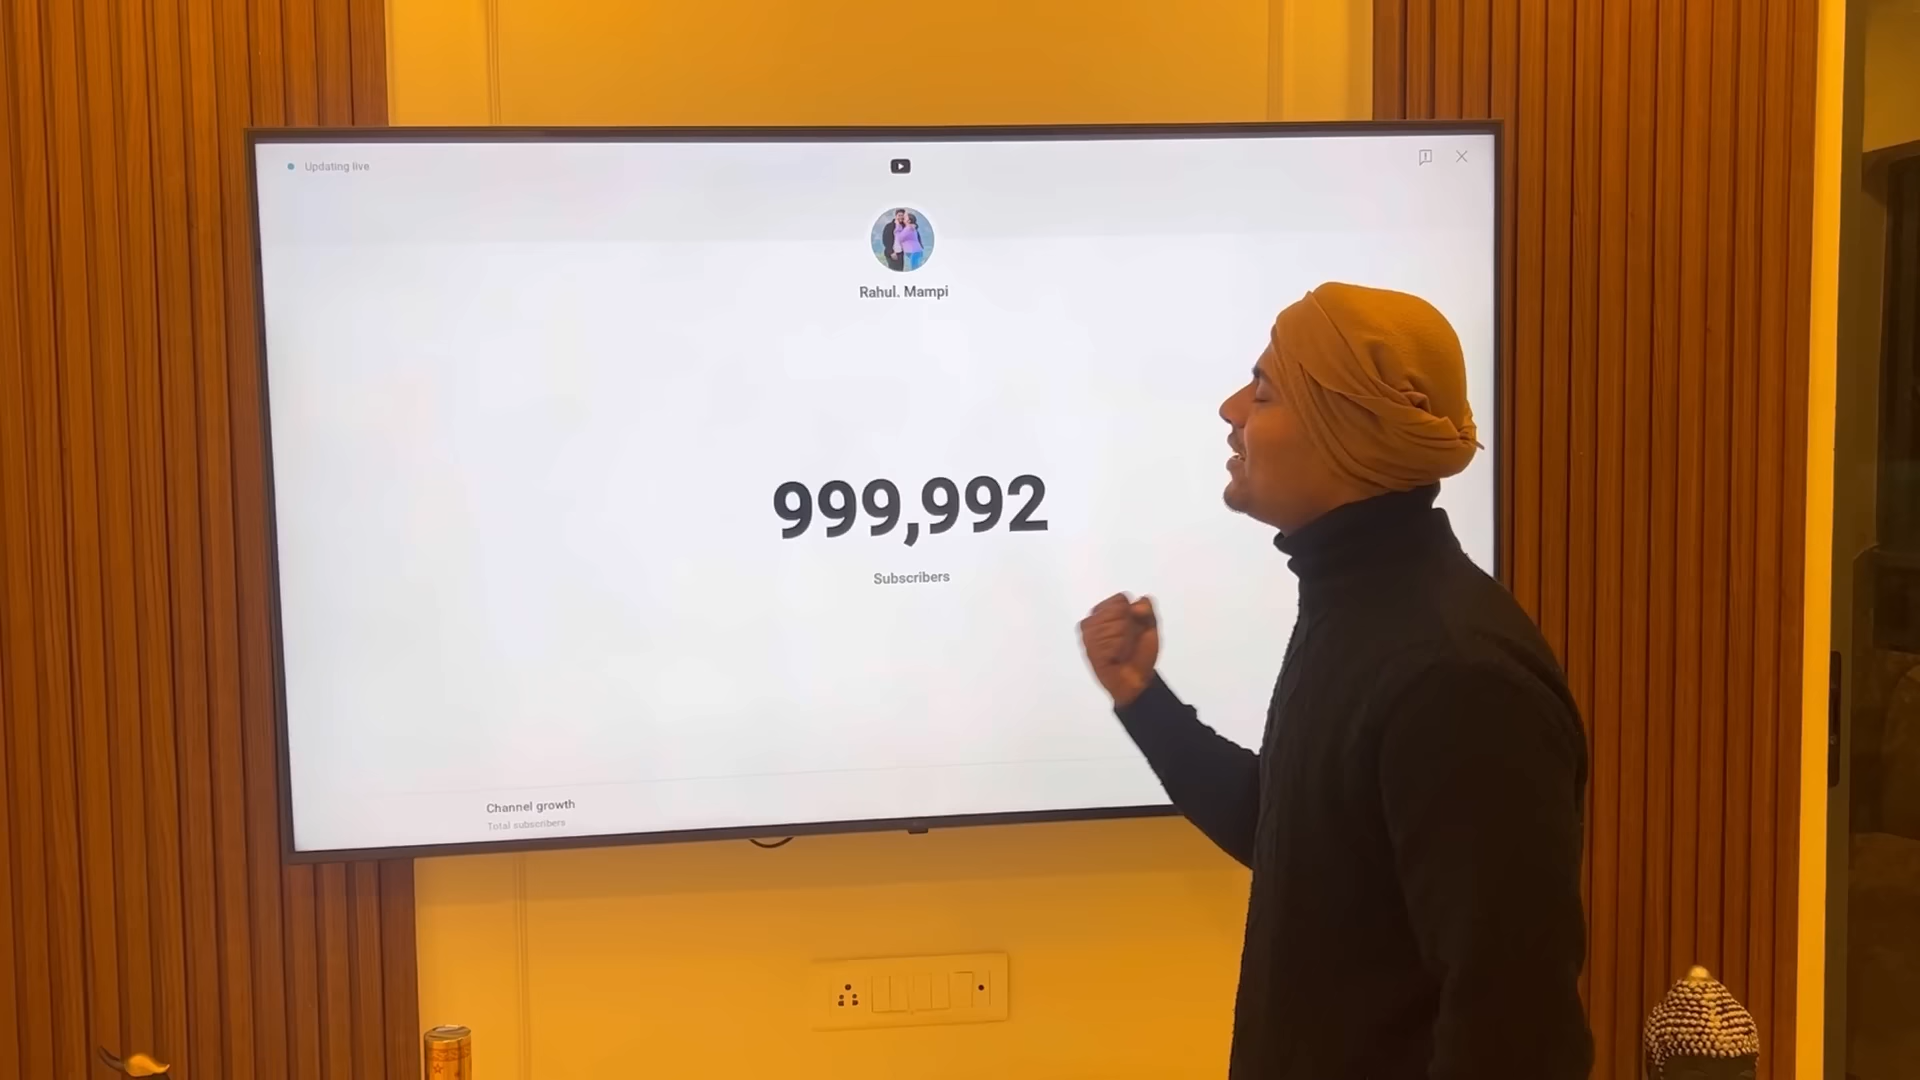 Updating live
Rahul. Mampi
999,992
Subscribers
Channel growth
Total subscribers